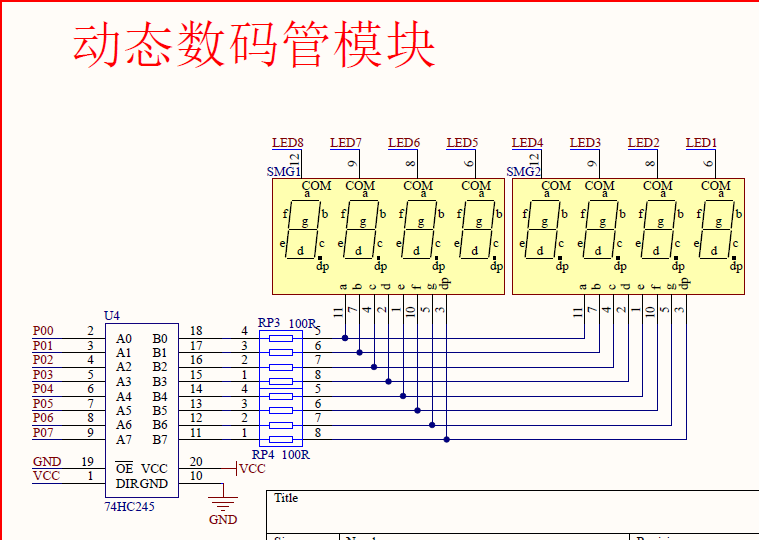 动态数码管模块
LED8 LED7 LED6 LED5 LED4 LED3 LED2 LED1
12 9 8 6 12 9 8 6
SMG1 SMG2
COM COM COM COM COM COM COM COM
a a a a a a a a
f b f b f b f b f b f b f b f b
g g g g g g g g
e c e c e c e c e c e c e c e c
d d d d d d d d
dp dp dp dp dp dp dp dp
a b c d e f g dp a b c d e f g dp
11 7 4 2 1 10 5 3 11 7 4 2 1 10 5 3
U4
RP3 100R
P00 2 A0 B0 18 4 5
P01 3 A1 B1 17 3 6
P02 4 A2 B2 16 2 7
P03 5 A3 B3 15 1 8
P04 6 A4 B4 14 4 5
P05 7 A5 B5 13 3 6
P06 8 A6 B6 12 2 7
P07 9 A7 B7 11 1 8
RP4 100R
GND 19 OE VCC 20 VCC
VCC 1 DIR GND 10
74HC245
GND
Title